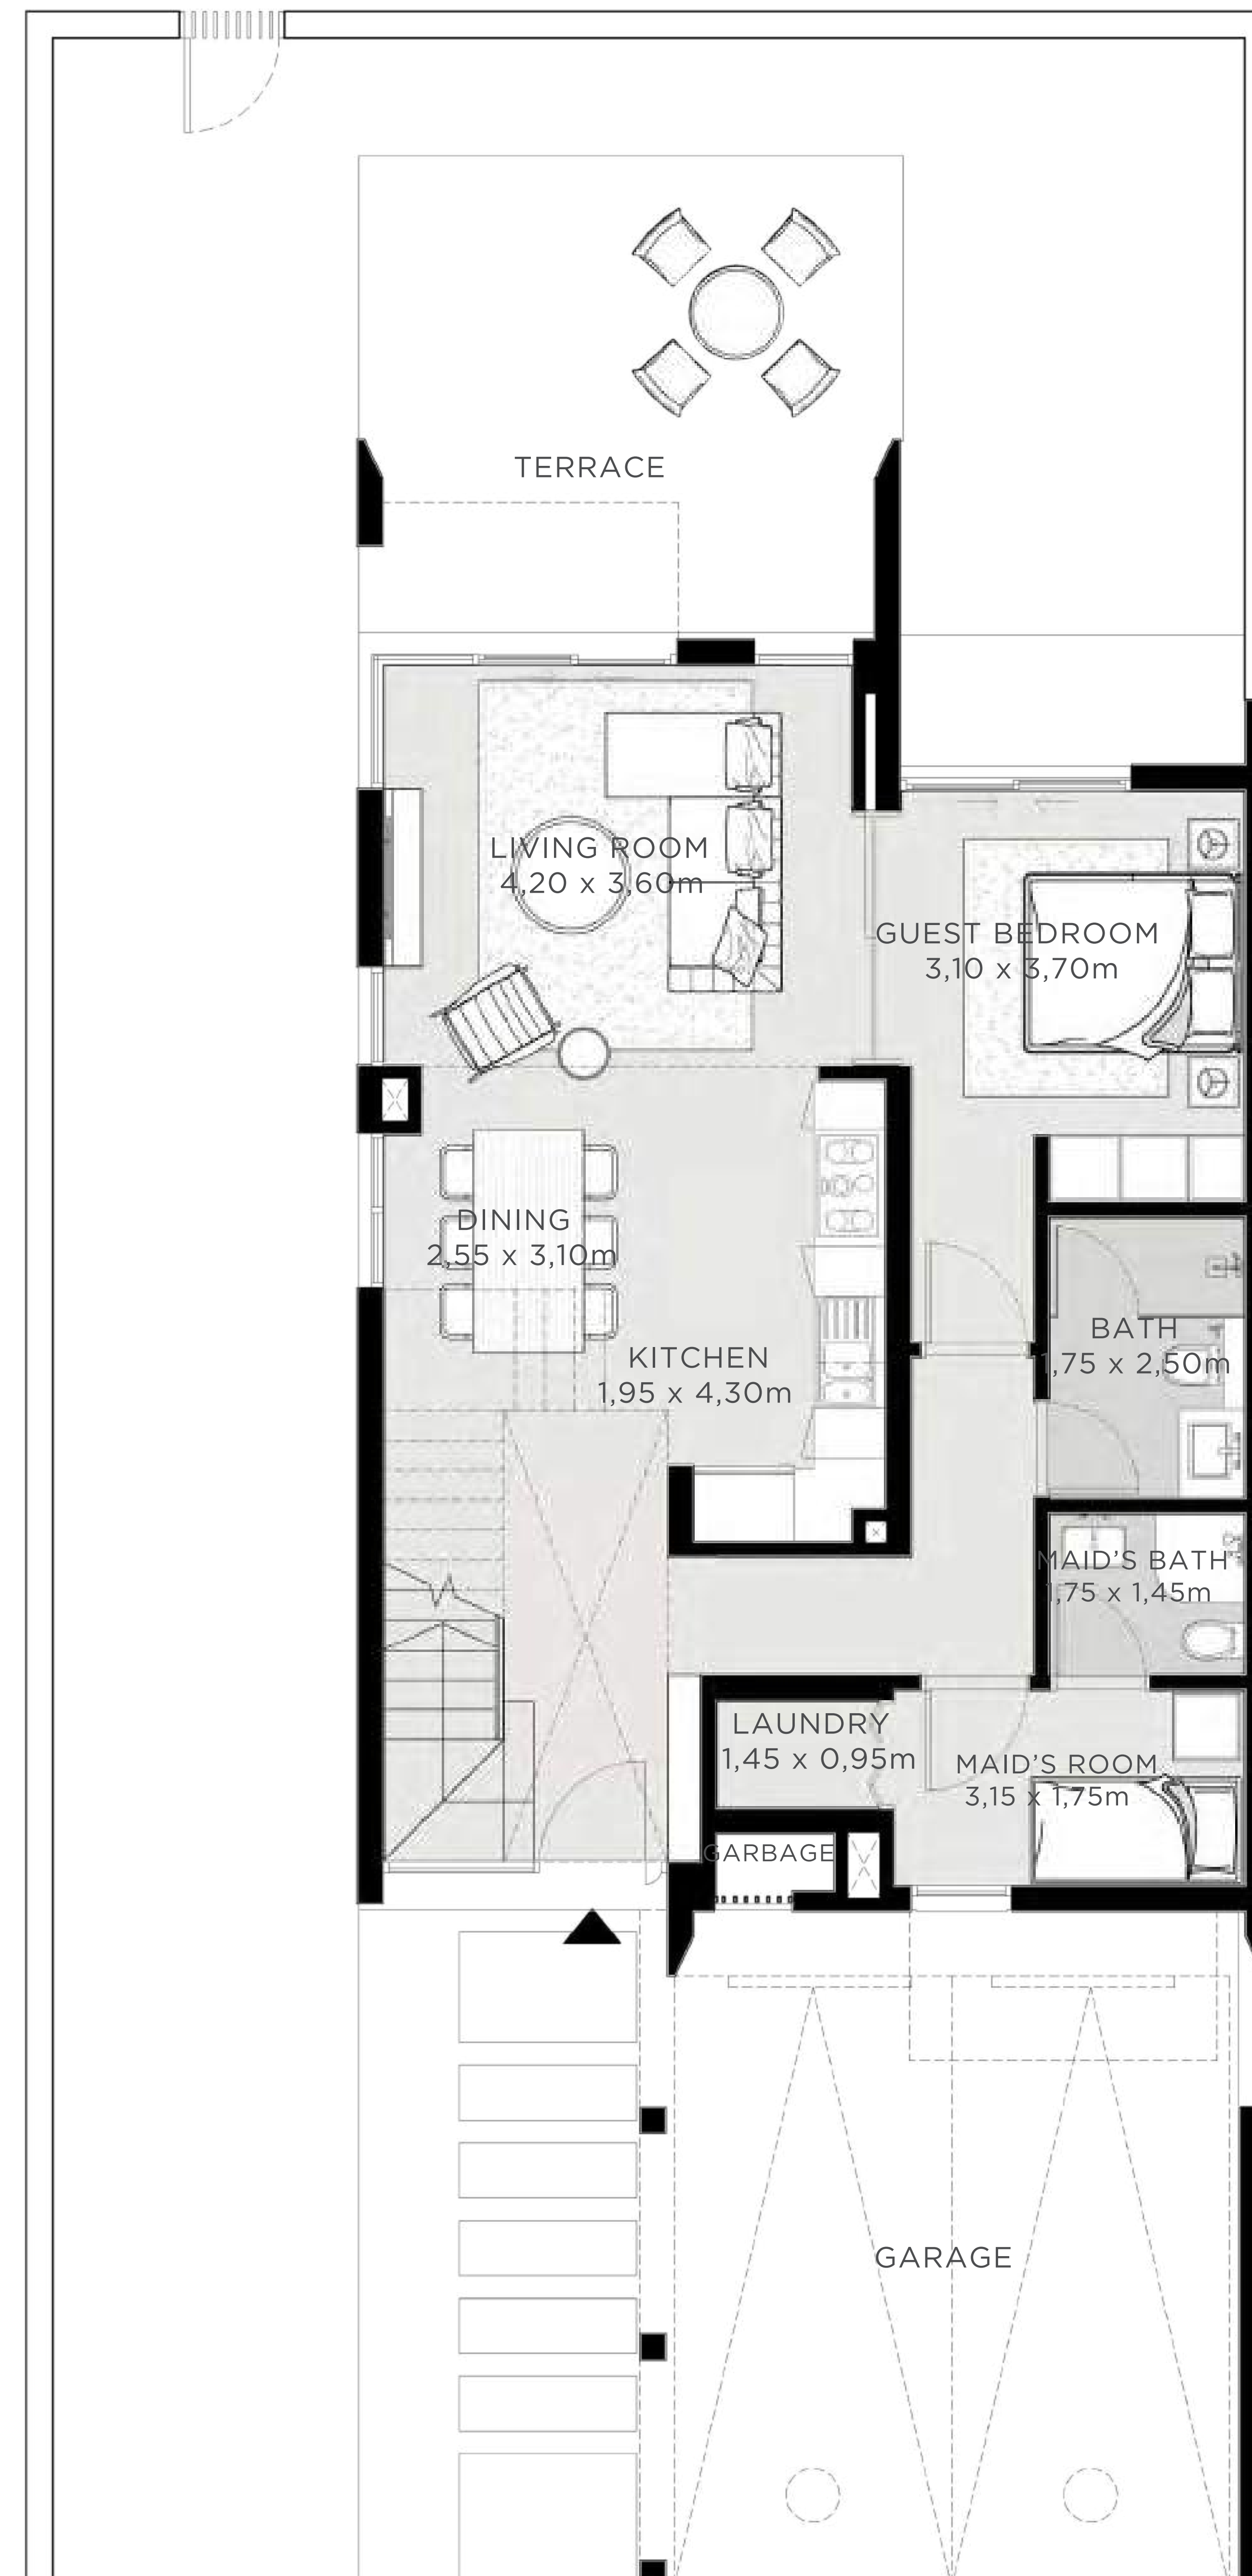 TERRACE
LIVING ROOM
4,20 x 3,60m
GUEST BEDROOM
3,10 x 3,70m
DINING
2,55 x 3,10m
BATH
1,75 x 2,50m
KITCHEN
1,95 x 4,30m
MAID'S BATH
1,75 x 1,45m
LAUNDRY
1,45 x 0,95m
MAID'S ROOM
3,15 x 1,75m
GARBAGE
GARAGE